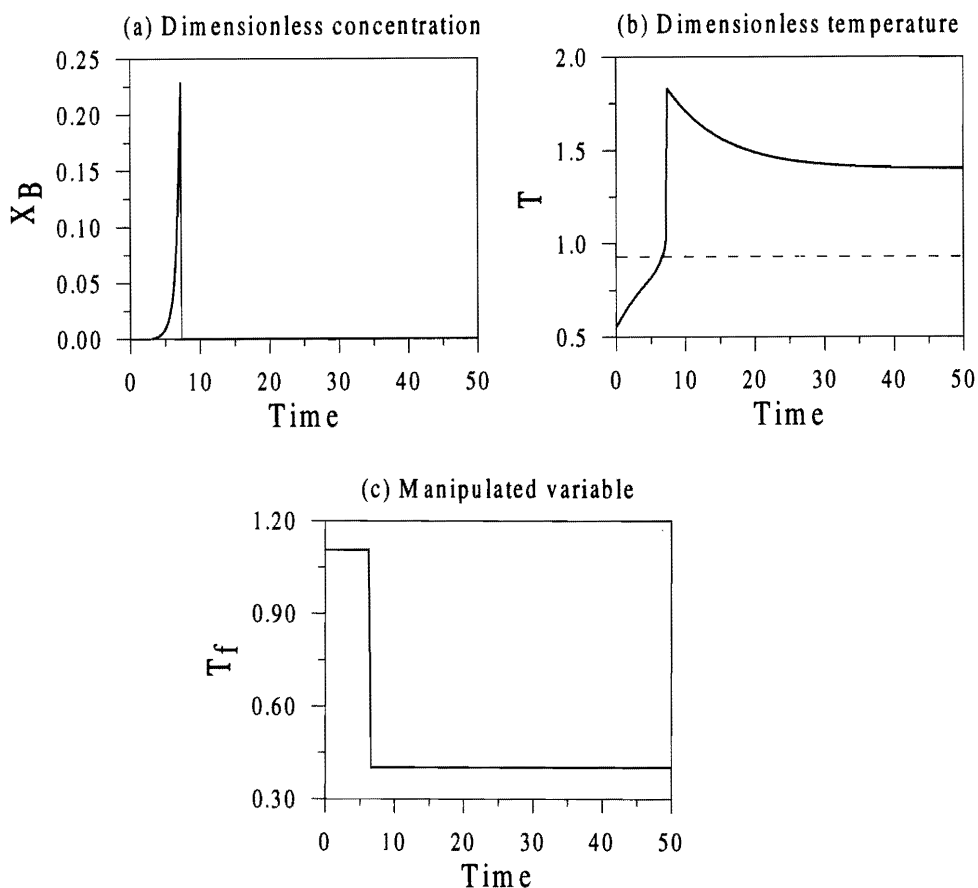 (a) Dimensionless concentration
0.25
0.20
0.15
0.10
0.05
0.00
X_B
0 10 20 30 40 50
Time
(b) Dimensionless temperature
2.0
1.5
1.0
0.5
T
0 10 20 30 40 50
Time
(c) Manipulated variable
1.20
0.90
0.60
0.30
T_f
0 10 20 30 40 50
Time